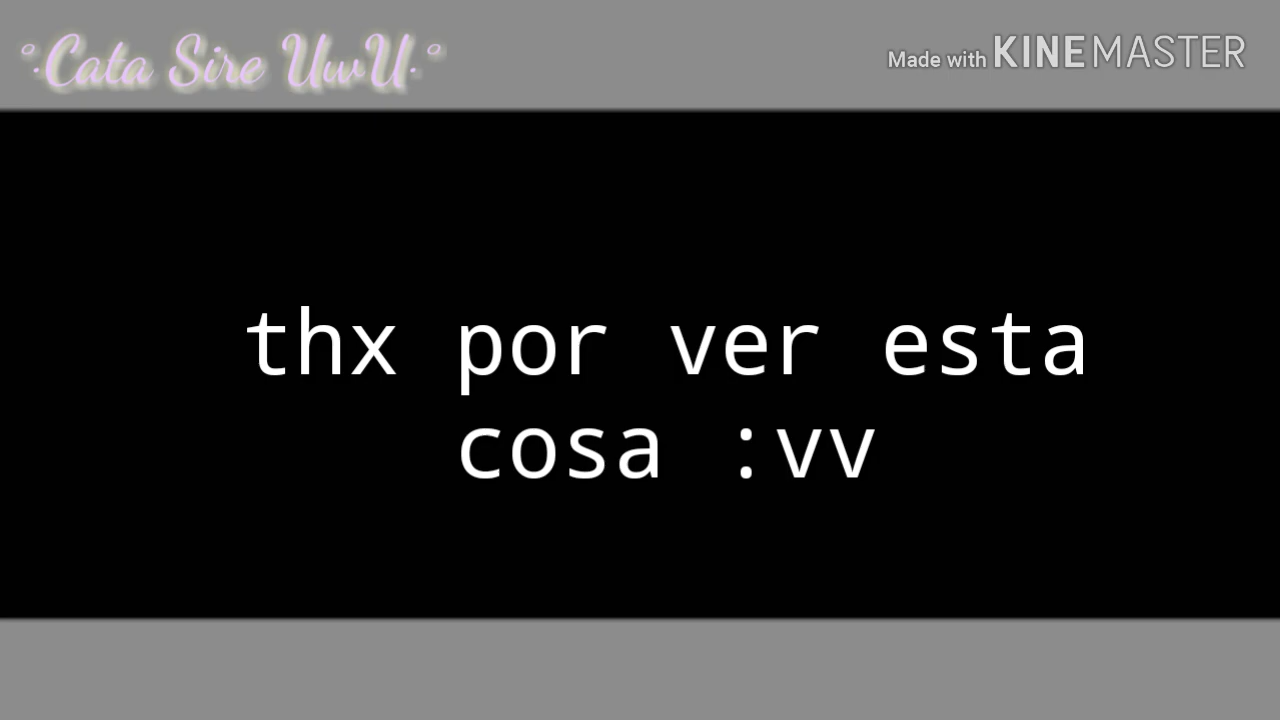 °·Cata Sire UwU·°
Made with KINEMASTER
thx por ver esta
cosa :vv